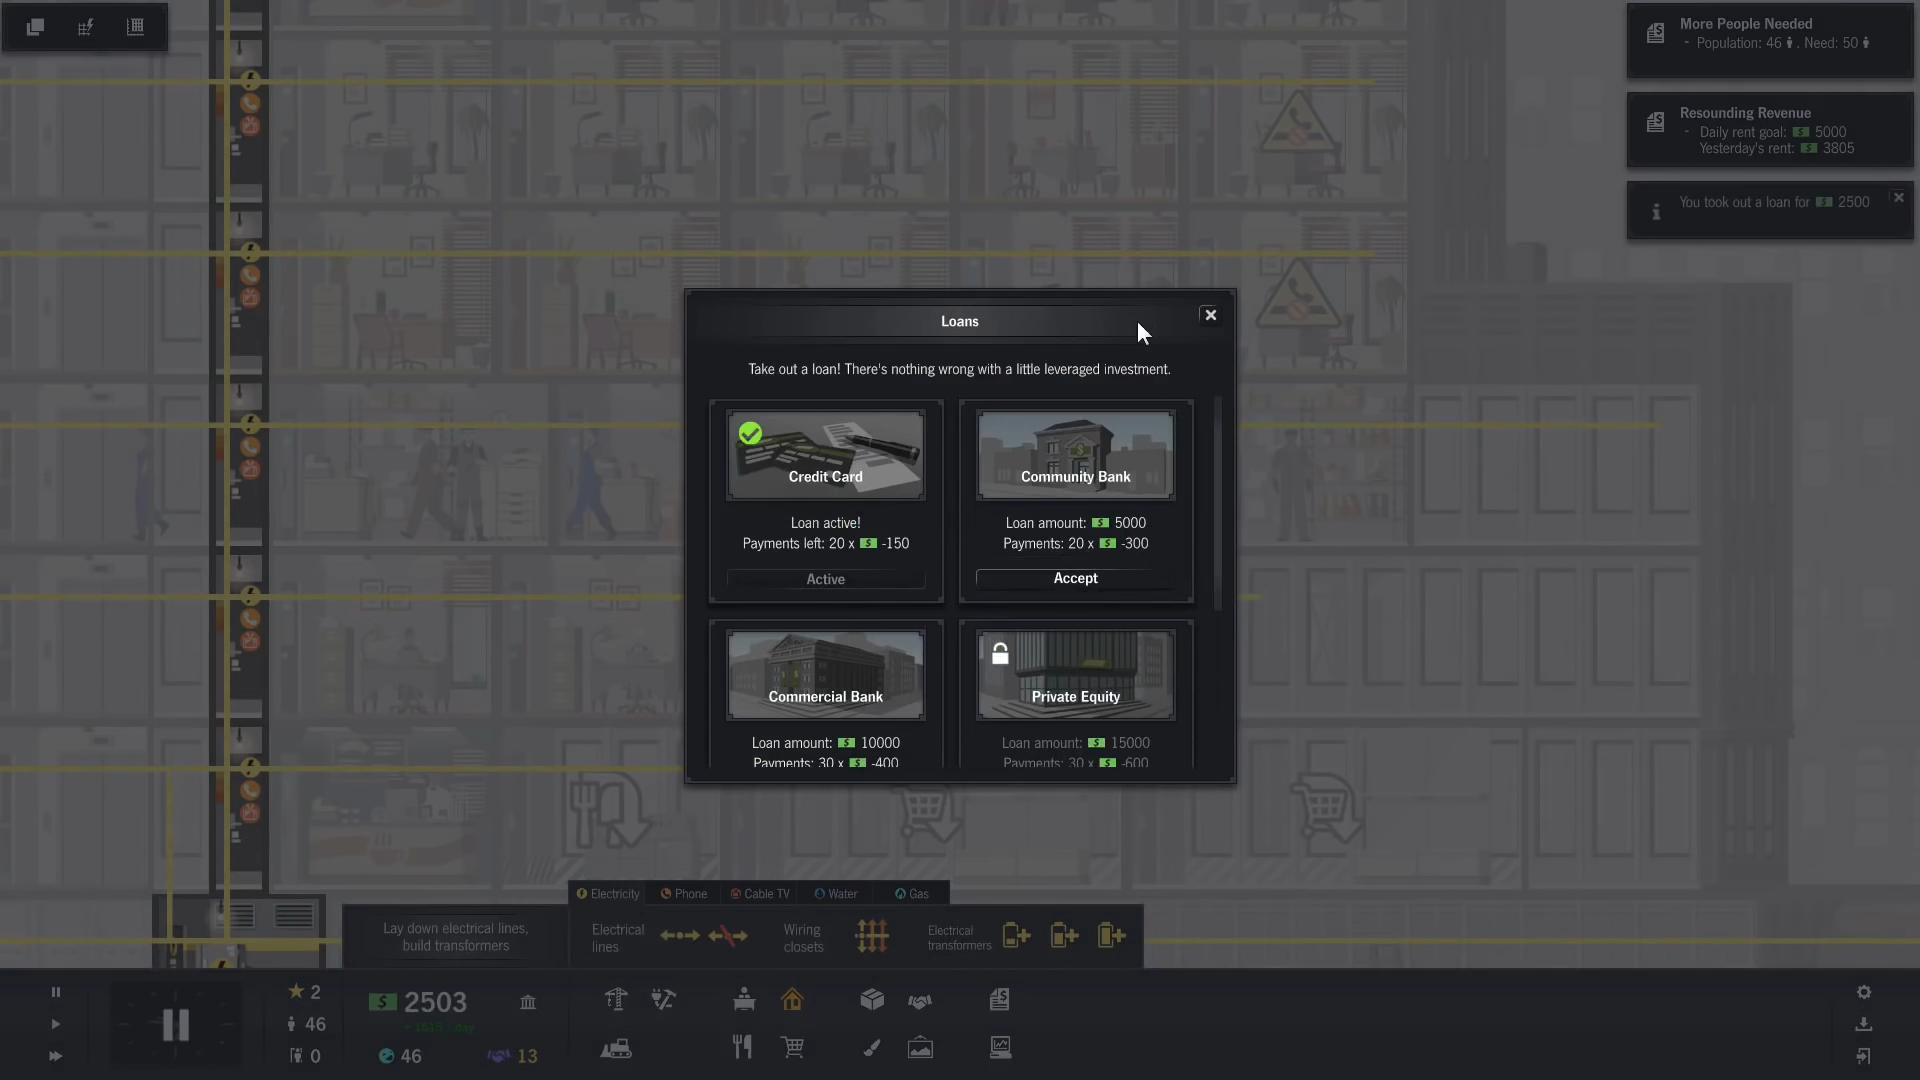 More People Needed
- Population: 46 . Need: 50
Resounding Revenue
- Daily rent goal: $ 5000
Yesterday's rent: $ 3805
You took out a loan for $ 2500
Loans
Take out a loan! There's nothing wrong with a little leveraged investment.
Credit Card
Loan active!
Payments left: 20 x $ -150
Active
Community Bank
Loan amount: $ 5000
Payments: 20 x $ -300
Accept
Commercial Bank
Loan amount: $ 10000
Payments: 30 x $ -400
Private Equity
Loan amount: $ 15000
Payments: 30 x $ -600
Electricity
Phone
Cable TV
Water
Gas
Lay down electrical lines,
build transformers
Electrical
lines
Wiring
closets
Electrical
transformers
2
46
0
$ 2503
46
13